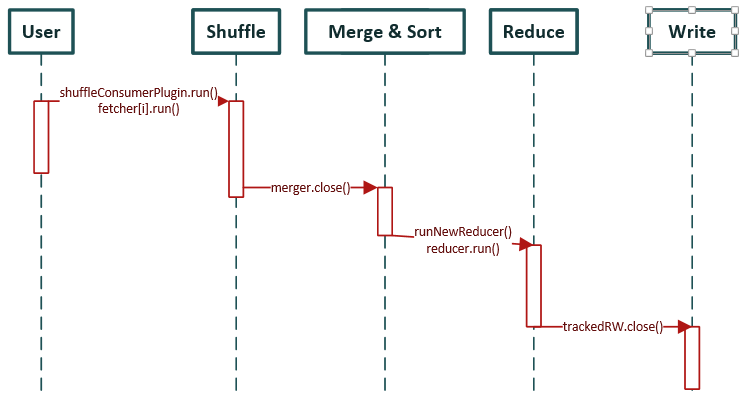 User
Shuffle
Merge & Sort
Reduce
Write
shuffleConsumerPlugin.run()
fetcher[i].run()
merger.close()
runNewReducer()
reducer.run()
trackedRW.close()